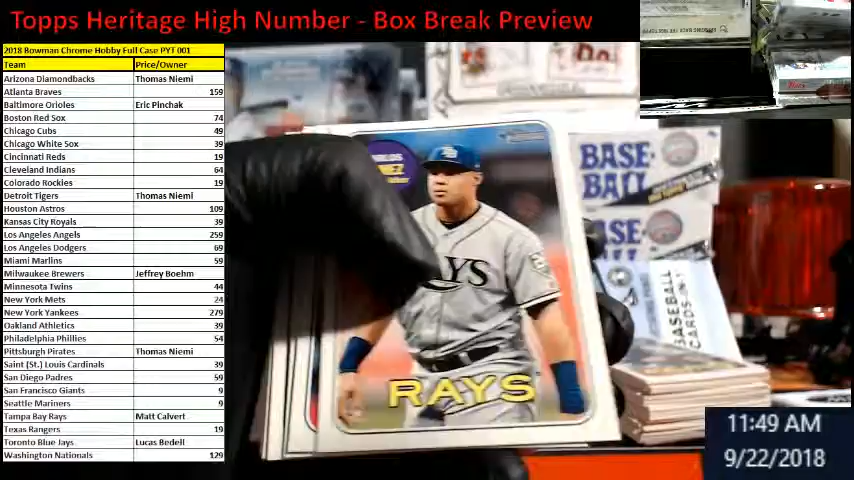 Topps Heritage High Number - Box Break Preview
2018 Bowman Chrome Hobby Full Case PYT 001
Team Price/Owner
Arizona Diamondbacks Thomas Niemi
Atlanta Braves 159
Baltimore Orioles Eric Pinchak
Boston Red Sox 74
Chicago Cubs 49
Chicago White Sox 39
Cincinnati Reds 19
Cleveland Indians 64
Colorado Rockies 19
Detroit Tigers Thomas Niemi
Houston Astros 109
Kansas City Royals 39
Los Angeles Angels 259
Los Angeles Dodgers 69
Miami Marlins 59
Milwaukee Brewers Jeffrey Boehm
Minnesota Twins 44
New York Mets 24
New York Yankees 279
Oakland Athletics 39
Philadelphia Phillies 54
Pittsburgh Pirates Thomas Niemi
Saint (St.) Louis Cardinals 39
San Diego Padres 59
San Francisco Giants 9
Seattle Mariners 9
Tampa Bay Rays Matt Calvert
Texas Rangers 19
Toronto Blue Jays Lucas Bedell
Washington Nationals 129
RAYS
BASE-
BALL
BASEBALL
CARDS-IN-1
11:49 AM
9/22/2018